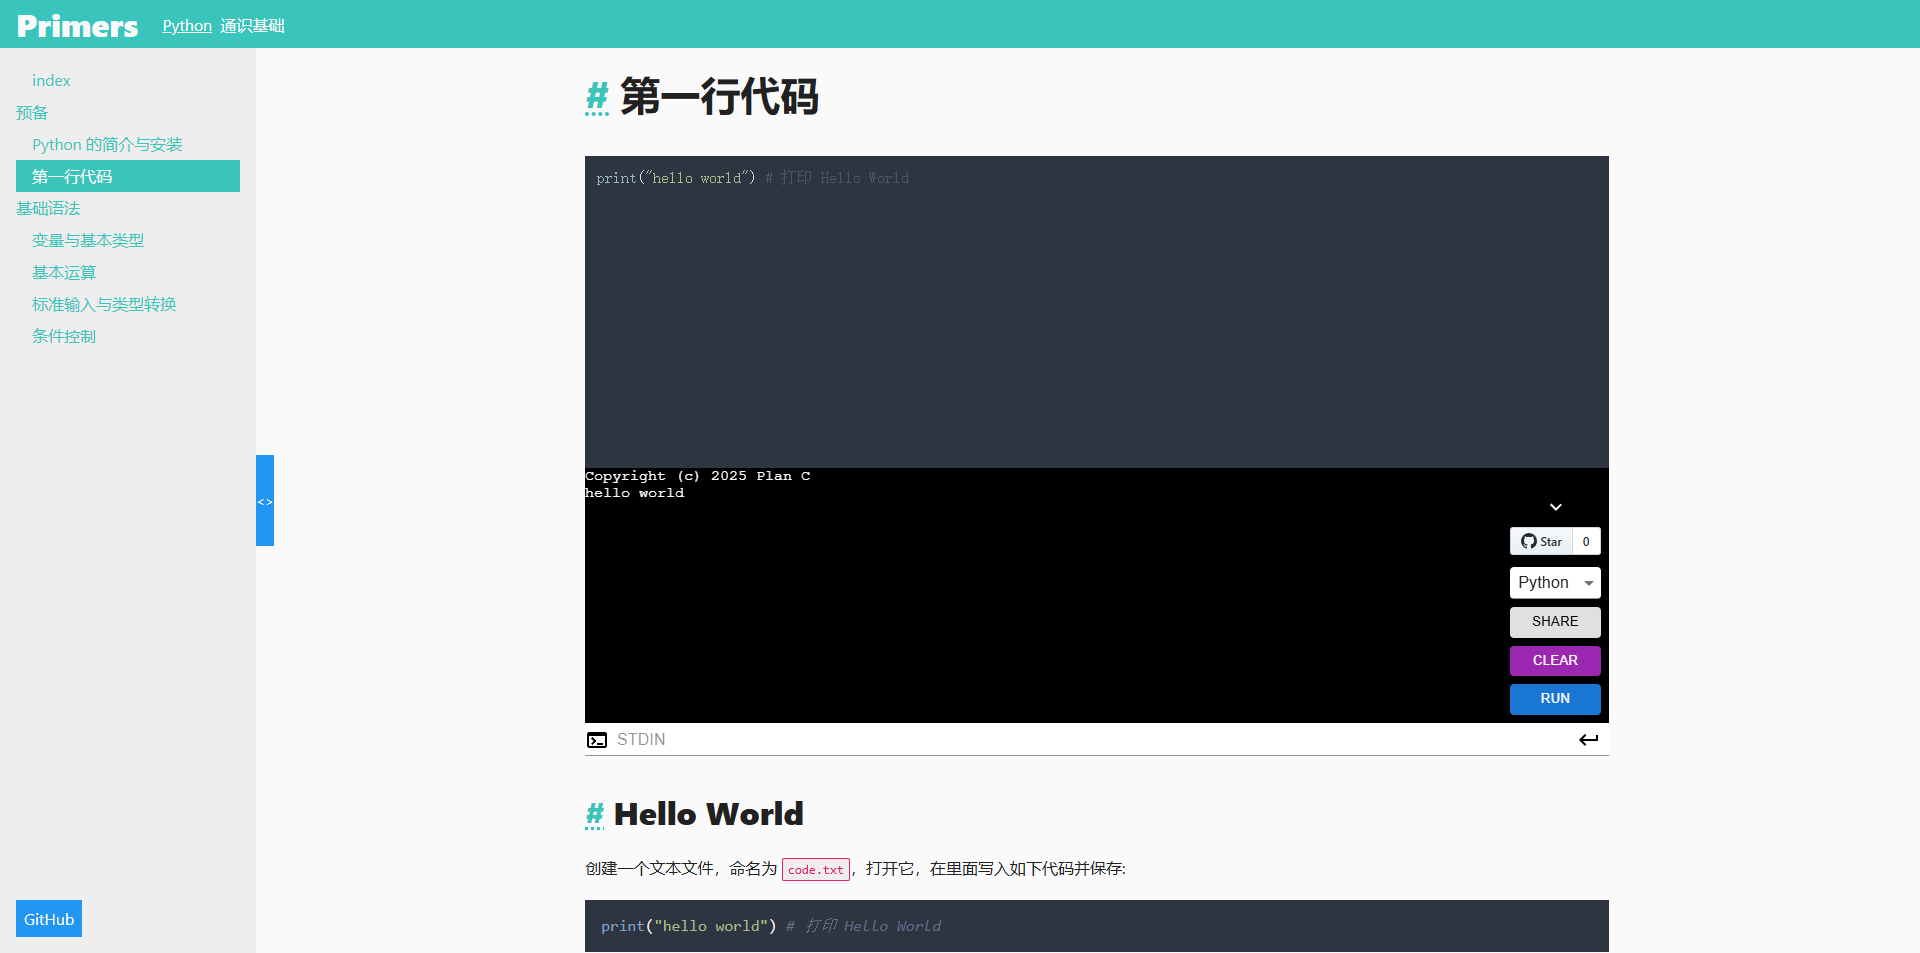 Primers Python 通识基础
index
预备
Python 的简介与安装
第一行代码
基础语法
变量与基本类型
基本运算
标准输入与类型转换
条件控制
<>
GitHub
# 第一行代码
print("hello world") # 打印 Hello World
Copyright (c) 2025 Plan C
hello world
Star 0
Python
SHARE
CLEAR
RUN
STDIN
# Hello World
创建一个文本文件，命名为 code.txt，打开它，在里面写入如下代码并保存:
print("hello world") # 打印 Hello World